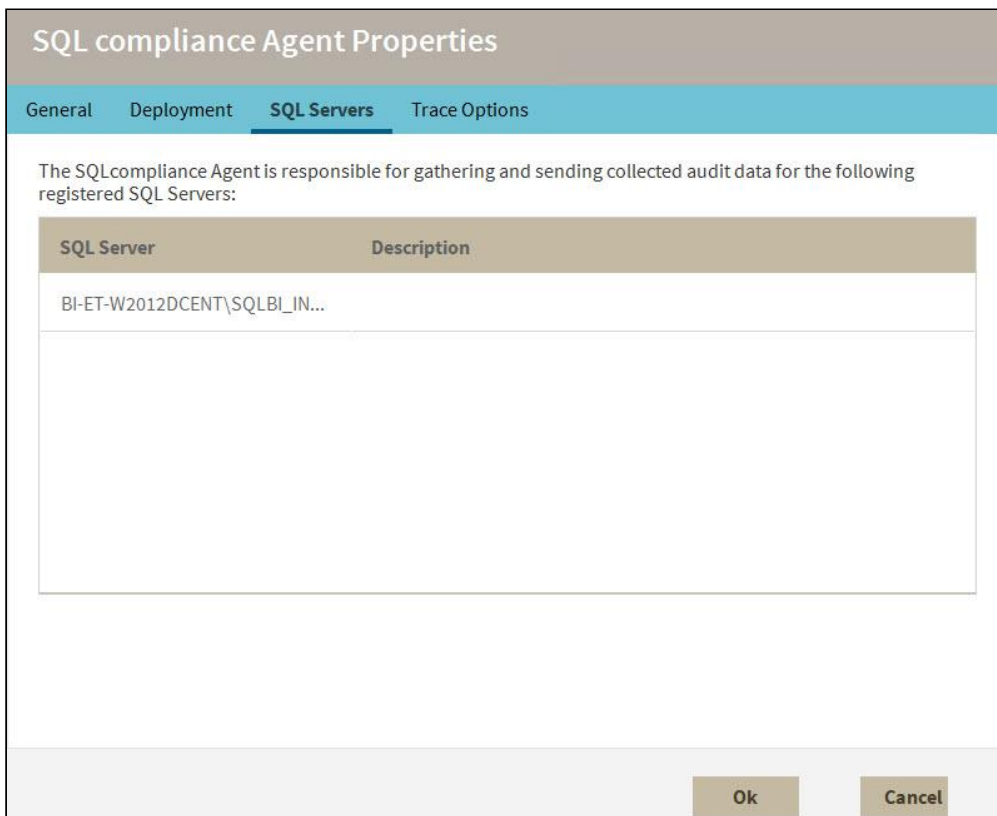 SQL compliance Agent Properties
General Deployment SQL Servers Trace Options
The SQLcompliance Agent is responsible for gathering and sending collected audit data for the following
registered SQL Servers:
SQL Server Description
BI-ET-W2012DCENT\SQLBI_IN...
Ok Cancel